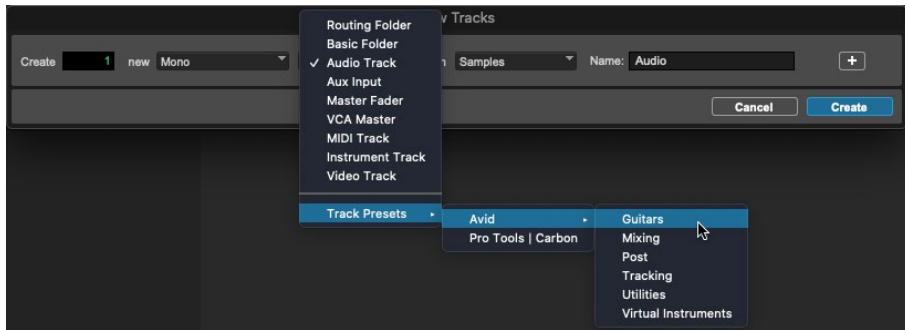 w Tracks
Create 1 new Mono n Samples Name: Audio +
Cancel Create
Routing Folder
Basic Folder
✓ Audio Track
Aux Input
Master Fader
VCA Master
MIDI Track
Instrument Track
Video Track
Track Presets
Avid
Pro Tools | Carbon
Guitars
Mixing
Post
Tracking
Utilities
Virtual Instruments